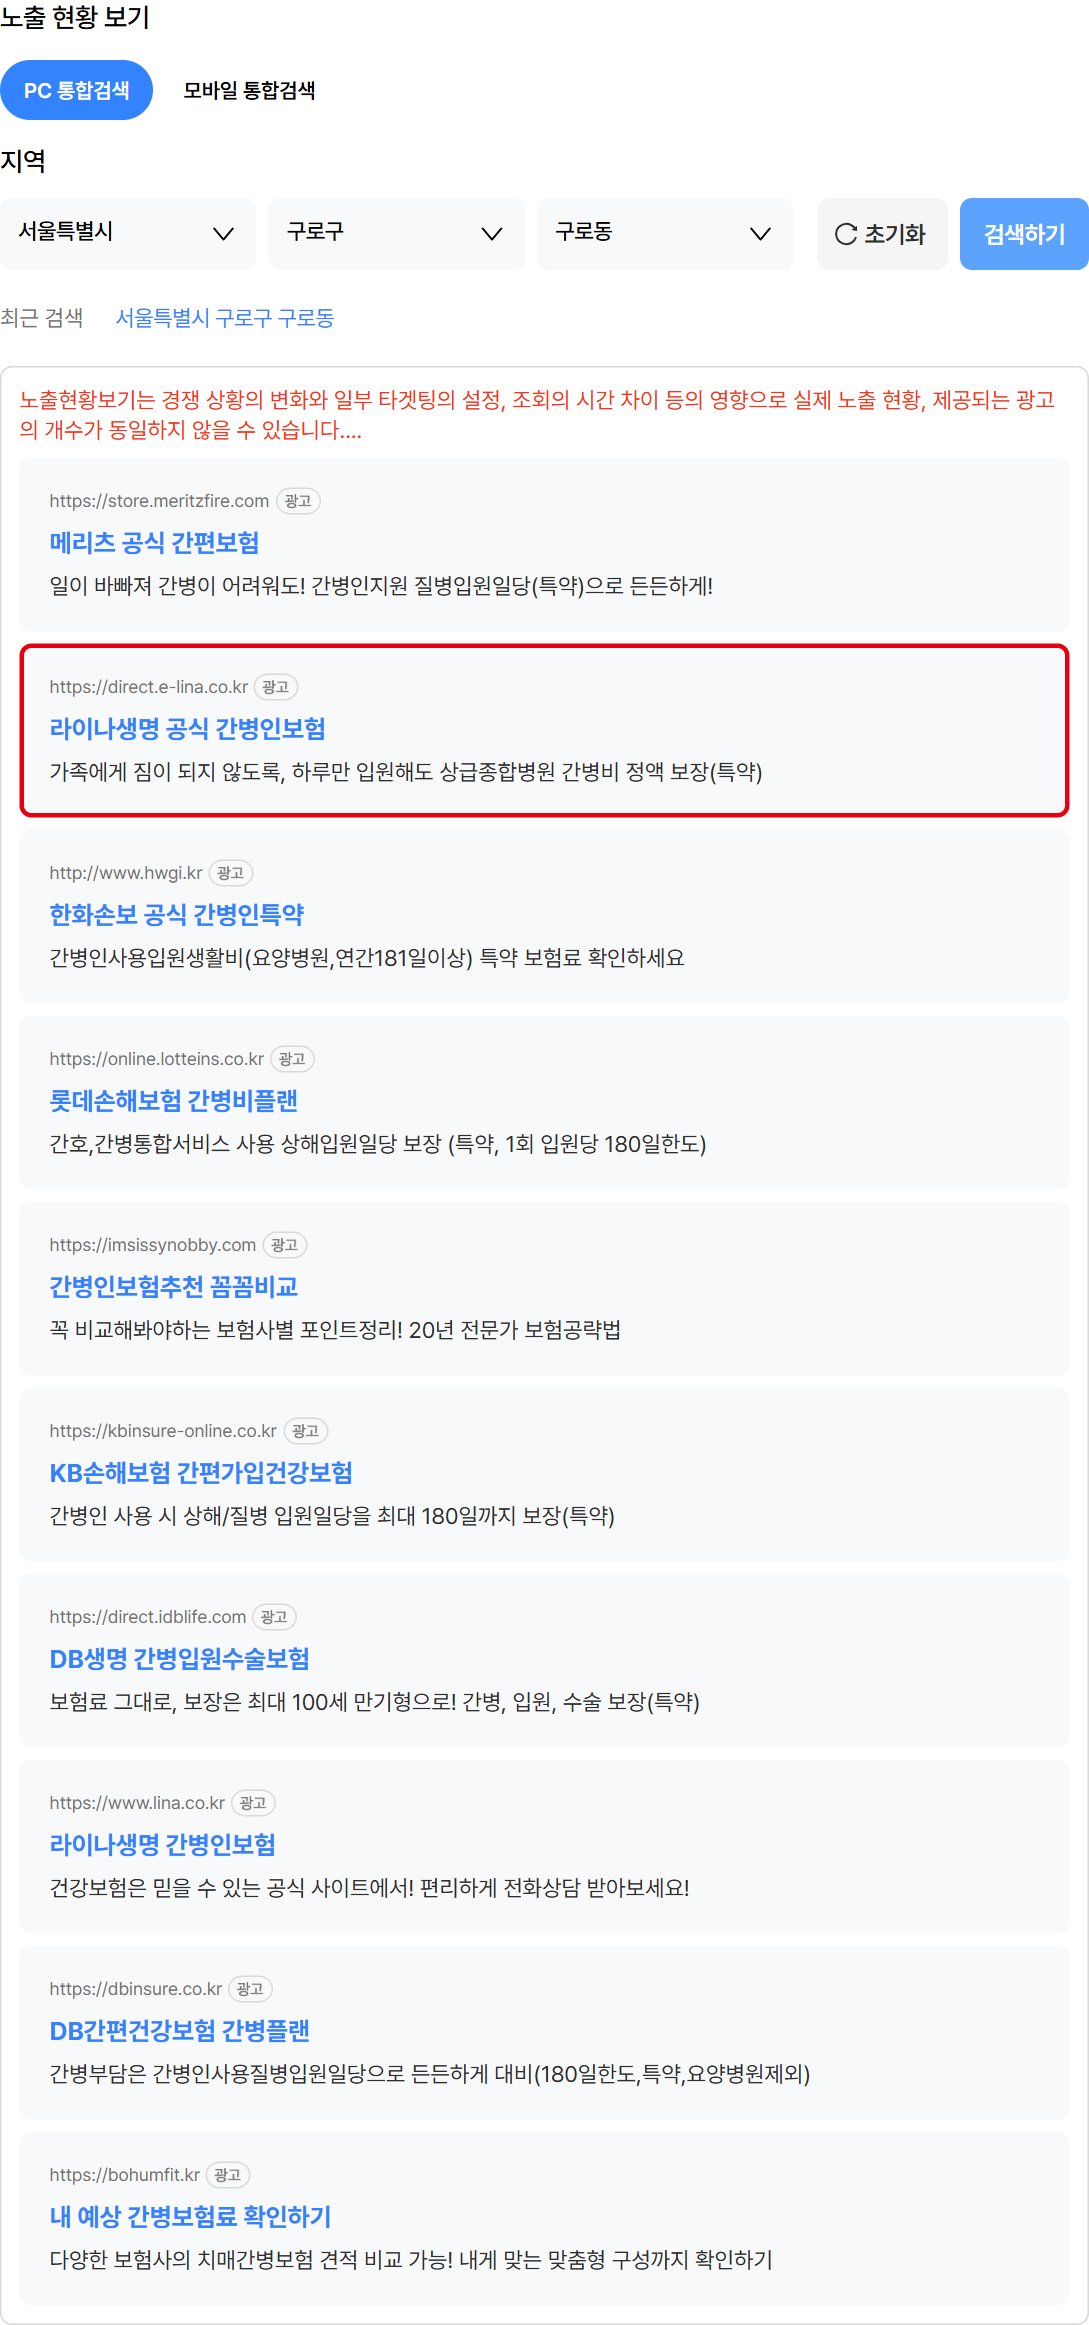 노출 현황 보기
PC 통합검색 모바일 통합검색
지역
서울특별시 구로구 구로동 초기화 검색하기
최근 검색 서울특별시 구로구 구로동
노출현황보기는 경쟁 상황의 변화와 일부 타겟팅의 설정, 조회의 시간 차이 등의 영향으로 실제 노출 현황, 제공되는 광고
의 개수가 동일하지 않을 수 있습니다....
https://store.meritzfire.com 광고
메리츠 공식 간편보험
일이 바빠져 간병이 어려워도! 간병인지원 질병입원일당(특약)으로 든든하게!
https://direct.e-lina.co.kr 광고
라이나생명 공식 간병인보험
가족에게 짐이 되지 않도록, 하루만 입원해도 상급종합병원 간병비 정액 보장(특약)
http://www.hwgi.kr 광고
한화손보 공식 간병인특약
간병인사용입원생활비(요양병원,연간181일이상) 특약 보험료 확인하세요
https://online.lotteins.co.kr 광고
롯데손해보험 간병비플랜
간호,간병통합서비스 사용 상해입원일당 보장 (특약, 1회 입원당 180일한도)
https://imsissynobby.com 광고
간병인보험추천 꼼꼼비교
꼭 비교해봐야하는 보험사별 포인트정리! 20년 전문가 보험공략법
https://kbinsure-online.co.kr 광고
KB손해보험 간편가입건강보험
간병인 사용 시 상해/질병 입원일당을 최대 180일까지 보장(특약)
https://direct.idblife.com 광고
DB생명 간병입원수술보험
보험료 그대로, 보장은 최대 100세 만기형으로! 간병, 입원, 수술 보장(특약)
https://www.lina.co.kr 광고
라이나생명 간병인보험
건강보험은 믿을 수 있는 공식 사이트에서! 편리하게 전화상담 받아보세요!
https://dbinsure.co.kr 광고
DB간편건강보험 간병플랜
간병부담은 간병인사용질병입원일당으로 든든하게 대비(180일한도,특약,요양병원제외)
https://bohumfit.kr 광고
내 예상 간병보험료 확인하기
다양한 보험사의 치매간병보험 견적 비교 가능! 내게 맞는 맞춤형 구성까지 확인하기